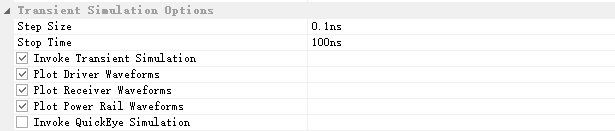 Transient Simulation Options
Step Size 0.1ns
Stop Time 100ns
Invoke Transient Simulation
Plot Driver Waveforms
Plot Receiver Waveforms
Plot Power Rail Waveforms
Invoke QuickEye Simulation